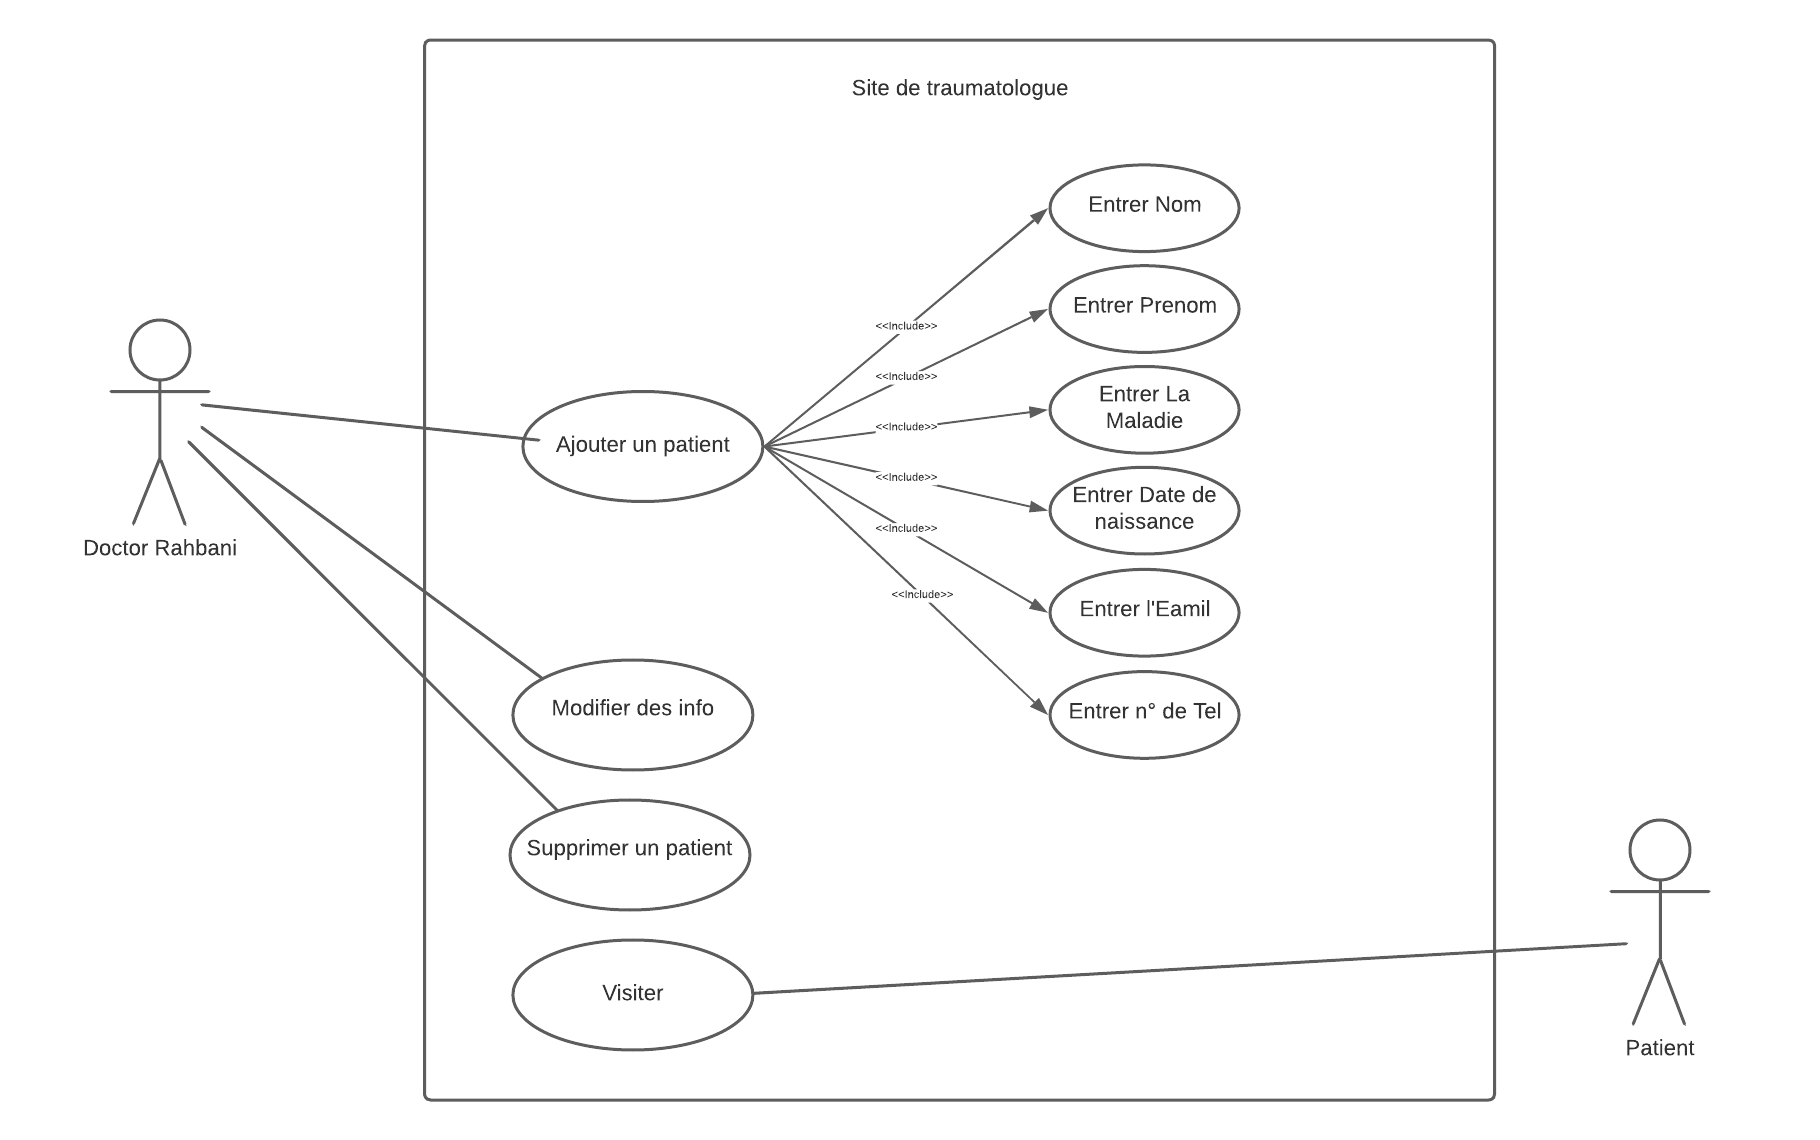 Site de traumatologue
Entrer Nom
<<Include>>
Entrer Prenom
<<Include>>
Entrer La
Maladie
<<Include>>
Ajouter un patient
Entrer Date de
naissance
<<Include>>
Doctor Rahbani
<<Include>>
Entrer l'Eamil
<<Include>>
Modifier des info
Entrer n° de Tel
Supprimer un patient
Visiter
Patient